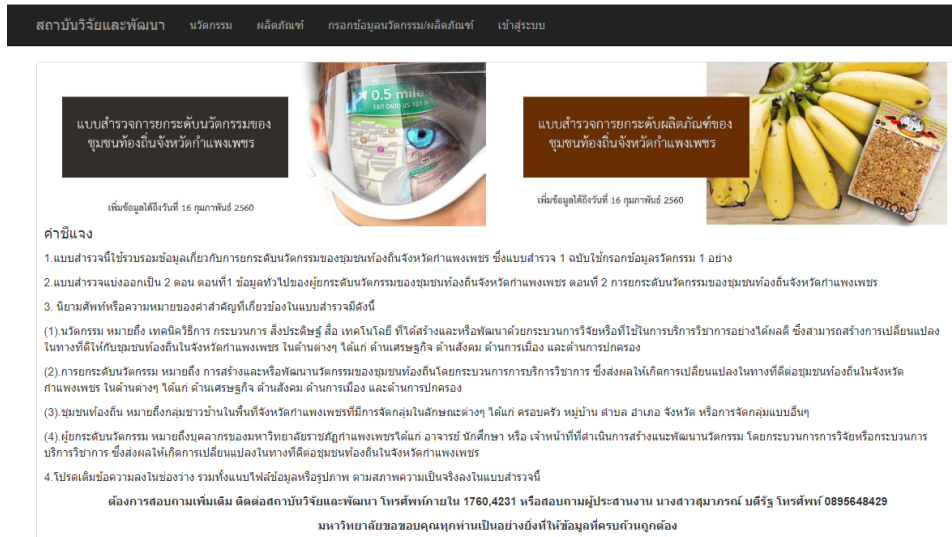 สถาบันวิจัยและพัฒนา นวัตกรรม ผลิตภัณฑ์ กรอกข้อมูลนวัตกรรม/ผลิตภัณฑ์ เข้าสู่ระบบ
0.5 miles
EXIT ONTO US 101 N
แบบสำรวจการยกระดับนวัตกรรมของ
ชุมชนท้องถิ่นจังหวัดกำแพงเพชร
เพิ่มข้อมูลได้ถึงวันที่ 16 กุมภาพันธ์ 2560
แบบสำรวจการยกระดับผลิตภัณฑ์ของ
ชุมชนท้องถิ่นจังหวัดกำแพงเพชร
เพิ่มข้อมูลได้ถึงวันที่ 16 กุมภาพันธ์ 2560
คำชี้แจง
1.แบบสำรวจนี้ใช้รวบรวมข้อมูลเกี่ยวกับการยกระดับนวัตกรรมของชุมชนท้องถิ่นจังหวัดกำแพงเพชร ซึ่งแบบสำรวจ 1 ฉบับใช้กรอกข้อมูลรวัตกรรม 1 อย่าง
2.แบบสำรวจแบ่งออกเป็น 2 ตอน ตอนที่1 ข้อมูลทั่วไปของผู้ยกระดับนวัตกรรมของชุมชนท้องถิ่นจังหวัดกำแพงเพชร ตอนที่ 2 การยกระดับนวัตกรรมของชุมชนท้องถิ่นจังหวัดกำแพงเพชร
3. นิยามศัพท์หรือความหมายของคำสำคัญที่เกี่ยวข้องในแบบสำรวจมีดังนี้
(1).นวัตกรรม หมายถึง เทคนิควิธีการ กระบวนการ สิ่งประดิษฐ์ สื่อ เทคโนโลยี ที่ได้สร้างและหรือพัฒนาด้วยกระบวนการวิจัยหรือที่ใช้ในการบริการวิชาการอย่างได้ผลดี ซึ่งสามารถสร้างการเปลี่ยนแปลง
ในทางที่ดีให้กับชุมชนท้องถิ่นในจังหวัดกำแพงเพชร ในด้านต่างๆ ได้แก่ ด้านเศรษฐกิจ ด้านสังคม ด้านการเมือง และด้านการปกครอง
(2).การยกระดับนวัตกรรม หมายถึง การสร้างและหรือพัฒนานวัตกรรมของชุมชนท้องถิ่นโดยกระบวนการการบริการวิชาการ ซึ่งส่งผลให้เกิดการเปลี่ยนแปลงในทางที่ดีต่อชุมชนท้องถิ่นในจังหวัด
กำแพงเพชร ในด้านต่างๆ ได้แก่ ด้านเศรษฐกิจ ด้านสังคม ด้านการเมือง และด้านการปกครอง
(3).ชุมชนท้องถิ่น หมายถึงกลุ่มชาวช้านในพื้นที่จังหวัดกำแพงเพชรที่มีการจัดกลุ่มในลักษณะต่างๆ ได้แก่ ครอบครัว หมู่บ้าน ตำบล อำเภอ จังหวัด หรือการจัดกลุ่มแบบอื่นๆ
(4).ผู้ยกระดับนวัตกรรม หมายถึงบุคลากรของมหาวิทยาลัยราชภัฏกำแพงเพชรได้แก่ อาจารย์ นักศึกษา หรือ เจ้าหน้าที่ที่ดำเนินการสร้างแนะพัฒนานวัตกรรม โดยกระบวนการการวิจัยหรือกระบวนการ
บริการวิชาการ ซึ่งส่งผลให้เกิดการเปลี่ยนแปลงในทางที่ดีต่อชุมชนท้องถิ่นในจังหวัดกำแพงเพชร
4.โปรดเติมข้อความลงในช่องว่าง รวมทั้งแนบไฟล์ข้อมูลหรือรูปภาพ ตามสภาพความเป็นจริงลงในแบบสำรวจนี้
ต้องการสอบถามเพิ่มเติม ติดต่อสถาบันวิจัยและพัฒนา โทรศัพท์ภายใน 1760,4231 หรือสอบถามผู้ประสานงาน นางสาวสุมาภรณ์ บดีรัฐ โทรศัพท์ 0895648429
มหาวิทยาลัยขอขอบคุณทุกท่านเป็นอย่างยิ่งที่ให้ข้อมูลที่ครบถ้วนถูกต้อง